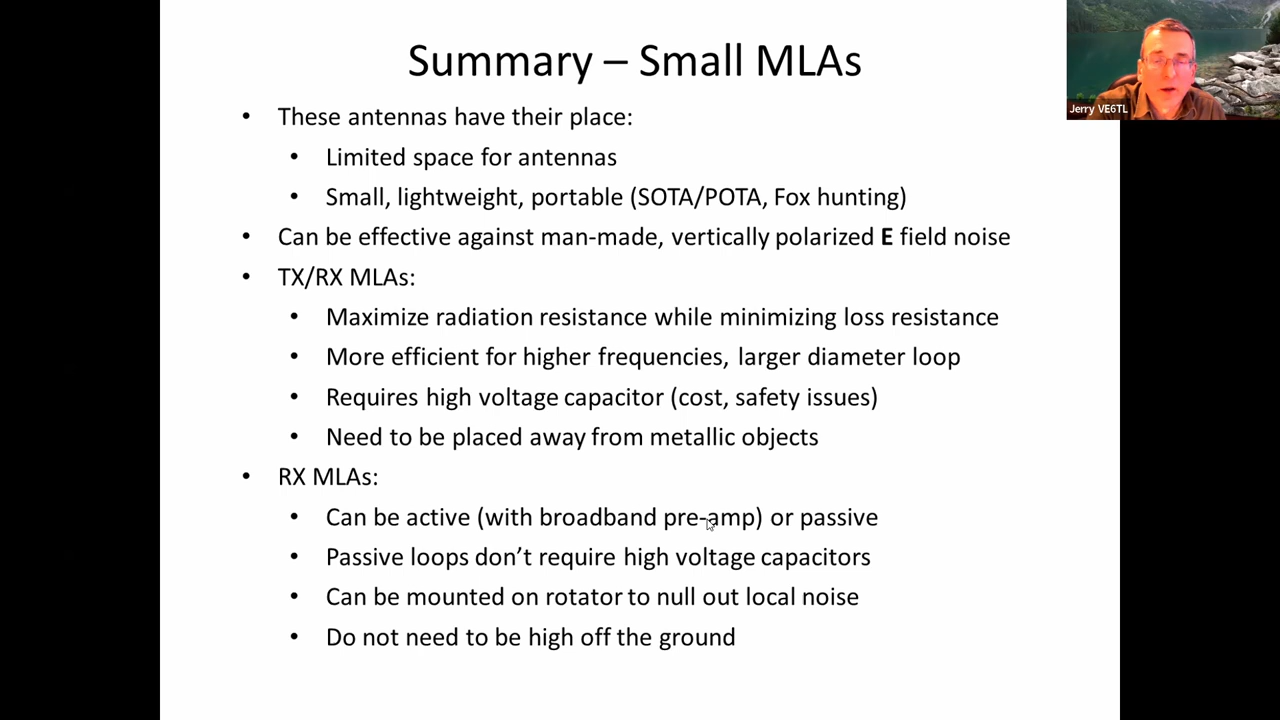 Summary – Small MLAs
Jerry VE6TL
• These antennas have their place:
• Limited space for antennas
• Small, lightweight, portable (SOTA/POTA, Fox hunting)
• Can be effective against man-made, vertically polarized E field noise
• TX/RX MLAs:
• Maximize radiation resistance while minimizing loss resistance
• More efficient for higher frequencies, larger diameter loop
• Requires high voltage capacitor (cost, safety issues)
• Need to be placed away from metallic objects
• RX MLAs:
• Can be active (with broadband pre-amp) or passive
• Passive loops don’t require high voltage capacitors
• Can be mounted on rotator to null out local noise
• Do not need to be high off the ground